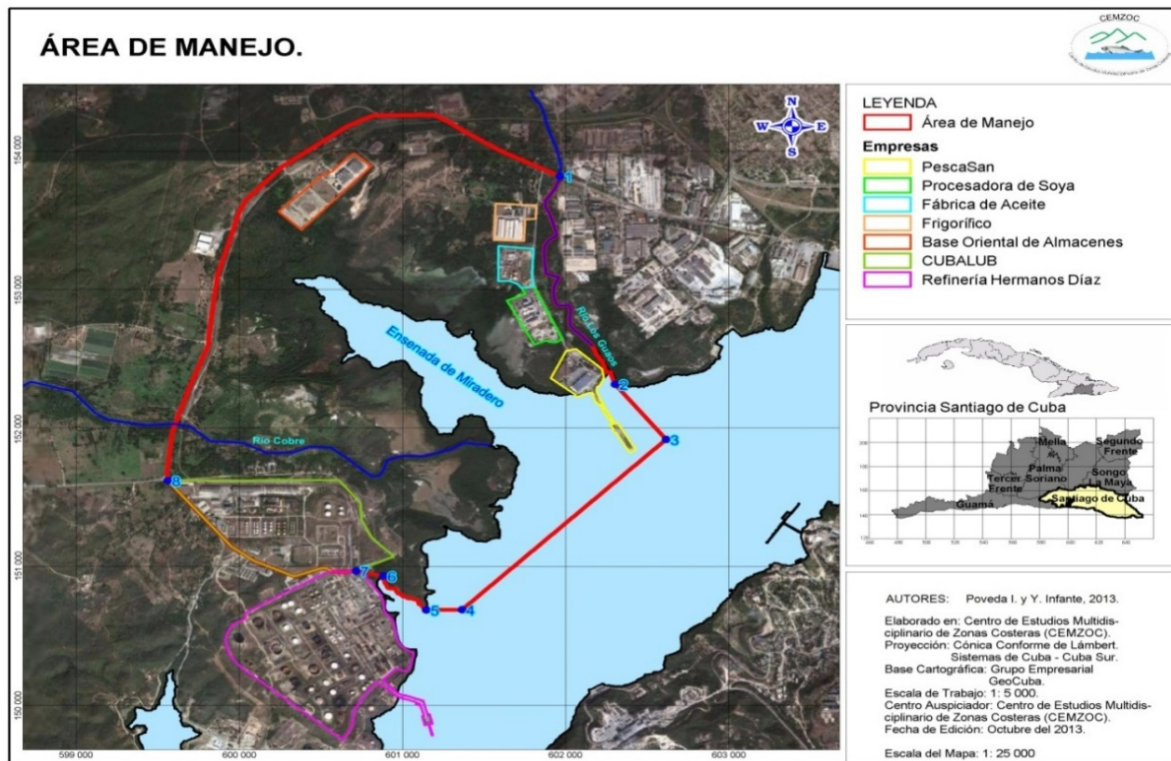 ÁREA DE MANEJO.
CEMZOC
N
W E
S
154 000
153 000
152 000
151 000
150 000
599 000
600 000
601 000
602 000
603 000
1
2
3
4
5
6
7
8
Río Los Guaos
Ensenada de Miradero
Río Cobre
LEYENDA
Área de Manejo
Empresas
PescaSan
Procesadora de Soya
Fábrica de Aceite
Frigorífico
Base Oriental de Almacenes
CUBALUB
Refinería Hermanos Díaz
Provincia Santiago de Cuba
Mella
Segundo
Frente
Palma
Soriano
Songo
La Maya
Tercer
Frente
Santiago de Cuba
Guamá
AUTORES: Poveda I. y Y. Infante, 2013.
Elaborado en: Centro de Estudios Multidis-
ciplinario de Zonas Costeras (CEMZOC).
Proyección: Cónica Conforme de Lámbert.
Sistemas de Cuba - Cuba Sur.
Base Cartográfica: Grupo Empresarial
GeoCuba.
Escala de Trabajo: 1: 5 000.
Centro Auspiciador: Centro de Estudios Multidis-
ciplinario de Zonas Costeras (CEMZOC).
Fecha de Edición: Octubre del 2013.
Escala del Mapa: 1: 25 000